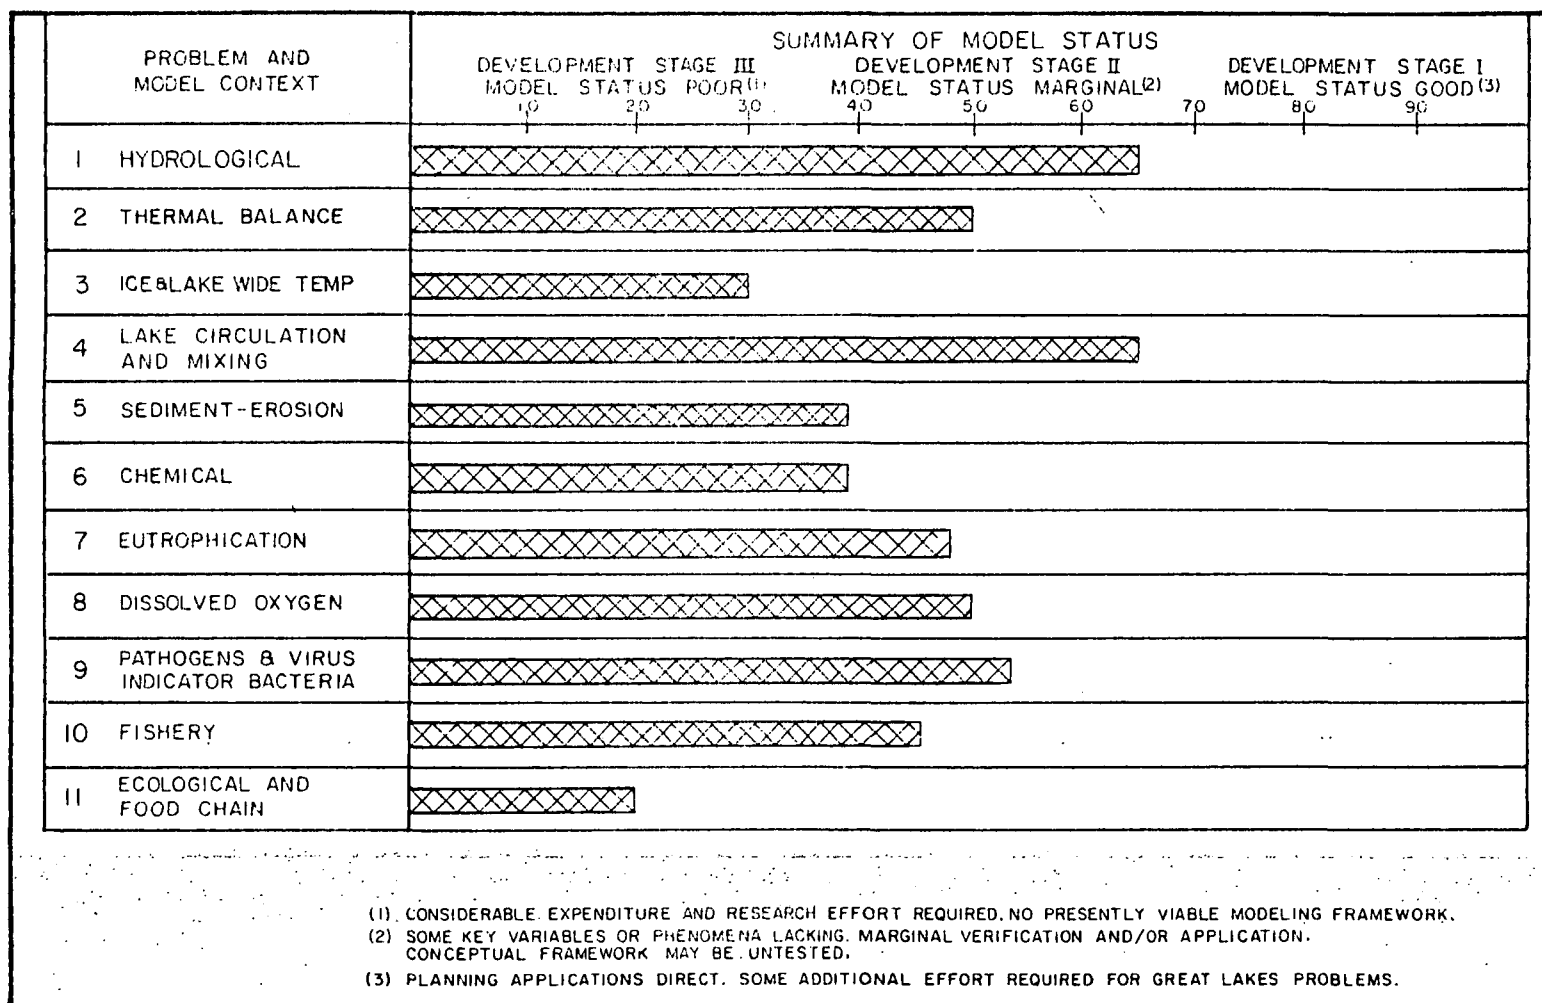 SUMMARY OF MODEL STATUS
PROBLEM AND
MODEL CONTEXT
DEVELOPMENT STAGE III
MODEL STATUS POOR(1)
DEVELOPMENT STAGE II
MODEL STATUS MARGINAL(2)
DEVELOPMENT STAGE I
MODEL STATUS GOOD(3)
10 20 30 40 50 60 70 80 90
1 HYDROLOGICAL
2 THERMAL BALANCE
3 ICE&LAKE WIDE TEMP
4 LAKE CIRCULATION
AND MIXING
5 SEDIMENT-EROSION
6 CHEMICAL
7 EUTROPHICATION
8 DISSOLVED OXYGEN
9 PATHOGENS & VIRUS
INDICATOR BACTERIA
10 FISHERY
11 ECOLOGICAL AND
FOOD CHAIN
(1). CONSIDERABLE EXPENDITURE AND RESEARCH EFFORT REQUIRED. NO PRESENTLY VIABLE MODELING FRAMEWORK.
(2) SOME KEY VARIABLES OR PHENOMENA LACKING. MARGINAL VERIFICATION AND/OR APPLICATION.
CONCEPTUAL FRAMEWORK MAY BE UNTESTED.
(3) PLANNING APPLICATIONS DIRECT. SOME ADDITIONAL EFFORT REQUIRED FOR GREAT LAKES PROBLEMS.